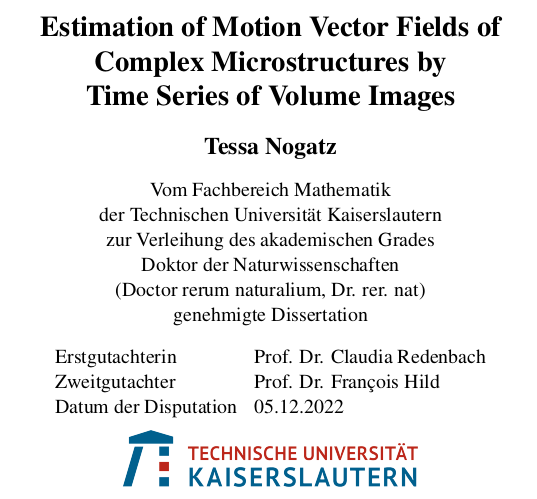 Estimation of Motion Vector Fields of
Complex Microstructures by
Time Series of Volume Images
Tessa Nogatz
Vom Fachbereich Mathematik
der Technischen Universität Kaiserslautern
zur Verleihung des akademischen Grades
Doktor der Naturwissenschaften
(Doctor rerum naturalium, Dr. rer. nat)
genehmigte Dissertation
Erstgutachterin Prof. Dr. Claudia Redenbach
Zweitgutachter Prof. Dr. François Hild
Datum der Disputation 05.12.2022
TECHNISCHE UNIVERSITÄT
KAISERSLAUTERN